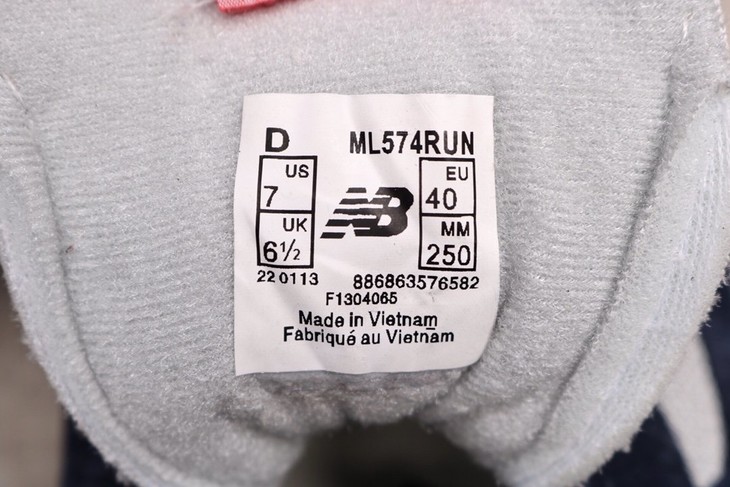 D ML574RUN
US EU
7 40
UK MM
6½ 250
22 0113 886863576582
F1304065
Made in Vietnam
Fabriqué au Vietnam